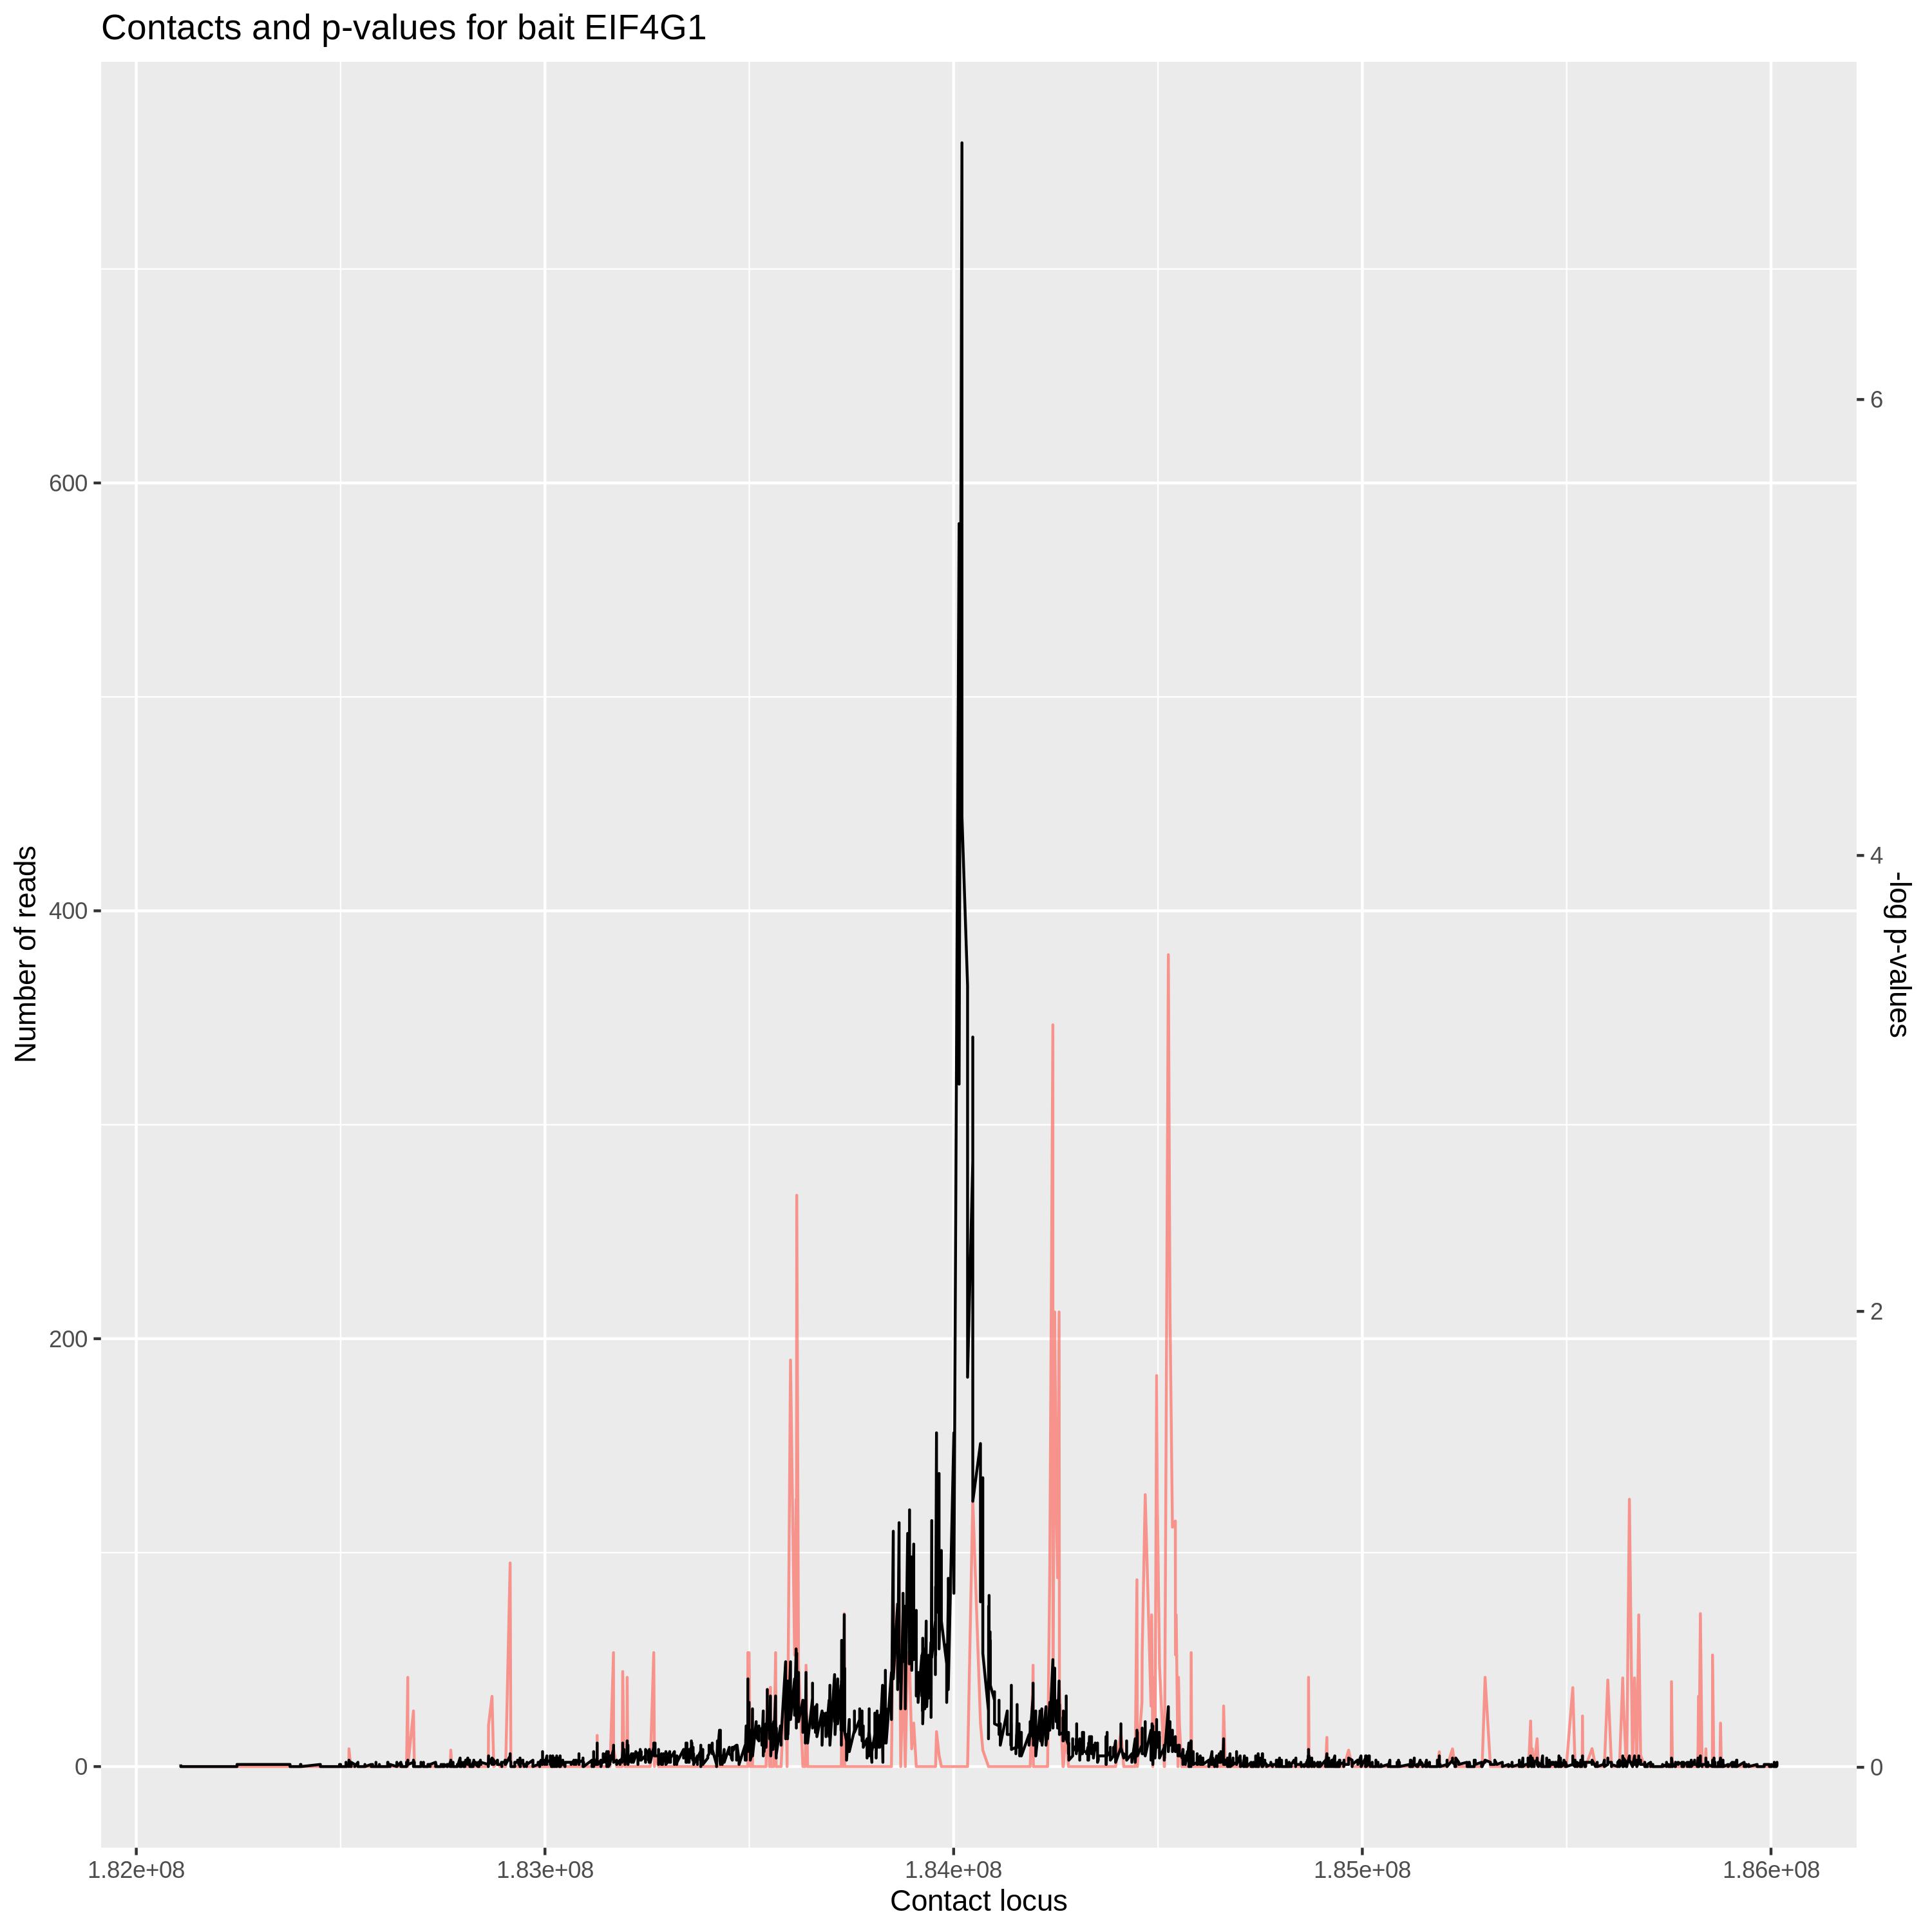 Contacts and p-values for bait EIF4G1
Number of reads
600
400
200
0
6
4
2
0
-log p-values
1.82e+08 1.83e+08 1.84e+08 1.85e+08 1.86e+08
Contact locus